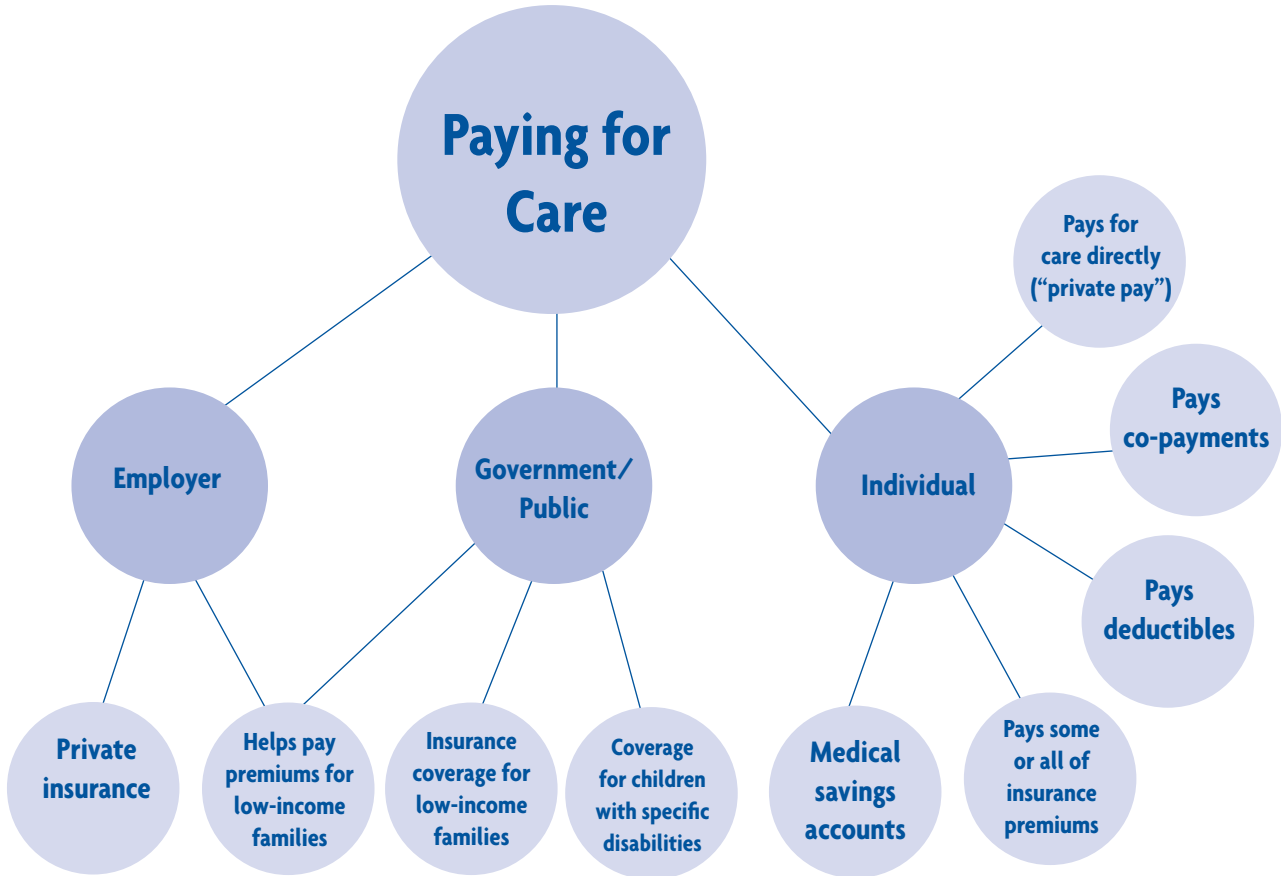 Paying for
Care
Employer
Government/
Public
Individual
Pays for
care directly
(“private pay”)
Pays
co-payments
Pays
deductibles
Private
insurance
Helps pay
premiums for
low-income
families
Insurance
coverage for
low-income
families
Coverage
for children
with specific
disabilities
Medical
savings
accounts
Pays some
or all of
insurance
premiums